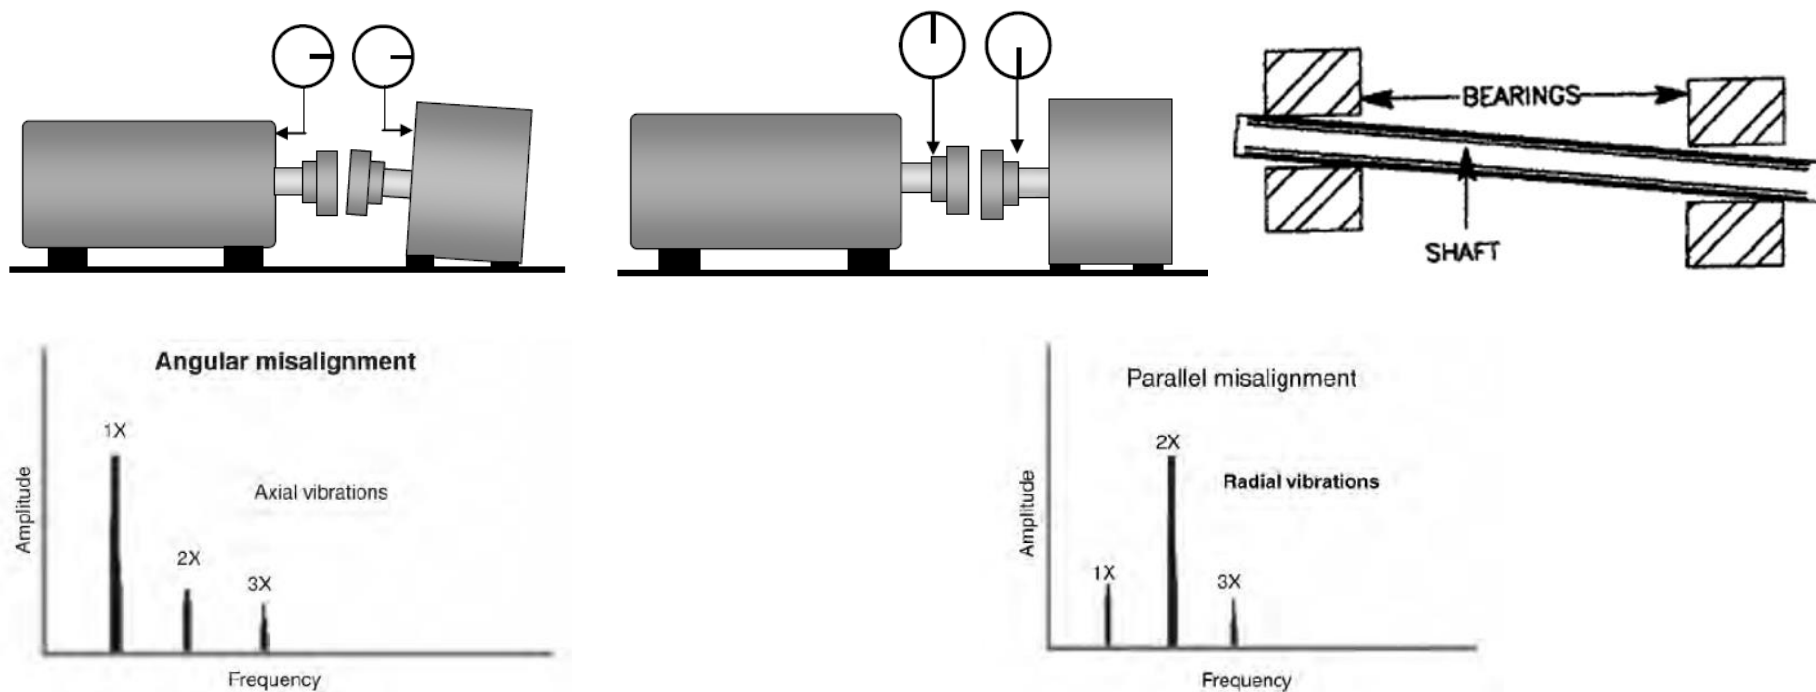 BEARINGS
SHAFT
Angular misalignment
1X
Axial vibrations
2X
3X
Amplitude
Frequency
Parallel misalignment
2X
Radial vibrations
1X
3X
Amplitude
Frequency